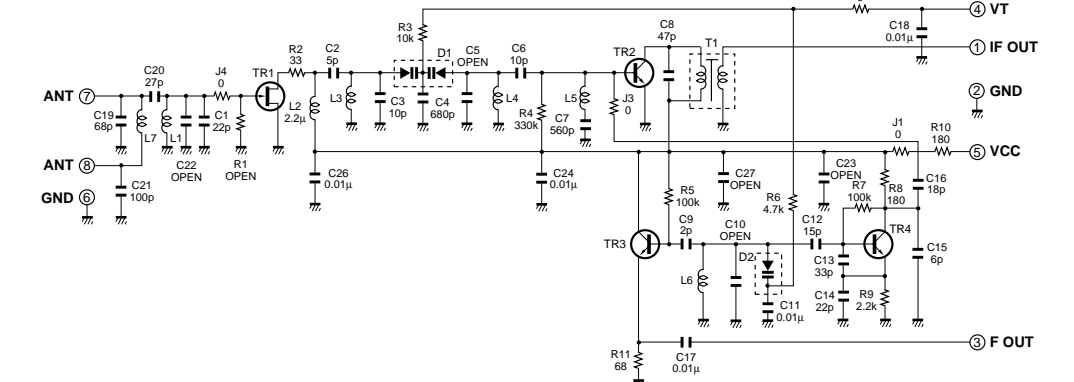 ④ VT
C18
0.01μ
R3
10k
C8
47p
T1
① IF OUT
R2
33
C2
5p
D1
C5
OPEN
C6
10p
TR2
C20
27p
J4
0
TR1
② GND
ANT ⑦
L2
2.2μ
L3
C3
10p
C4
680p
L4
R4
330k
L5
C7
560p
J3
0
C19
68p
L7
L1
C1
22p
C22
OPEN
R1
OPEN
J1
0
R10
180
⑤ VCC
ANT ⑧
GND ⑥
C21
100p
C26
0.01μ
C24
0.01μ
R5
100k
C27
OPEN
C23
OPEN
R6
4.7k
R7
100k
R8
180
C16
18p
TR3
C9
2p
C10
OPEN
D2
C12
15p
TR4
L6
C11
0.01μ
C13
33p
C14
22p
R9
2.2k
C15
6p
R11
68
C17
0.01μ
③ F OUT